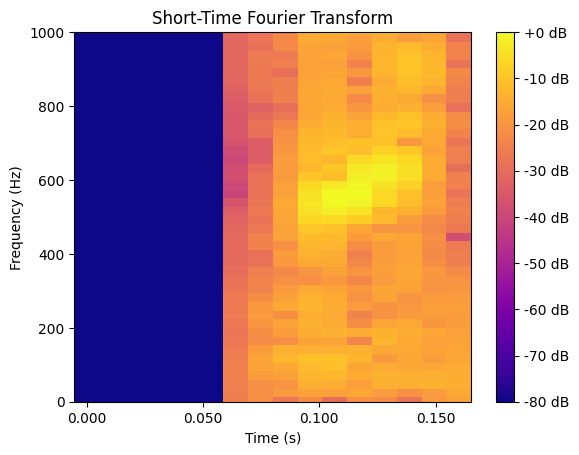 Short-Time Fourier Transform
Frequency (Hz)
1000
800
600
400
200
0
0.000
0.050
0.100
0.150
Time (s)
+0 dB
-10 dB
-20 dB
-30 dB
-40 dB
-50 dB
-60 dB
-70 dB
-80 dB